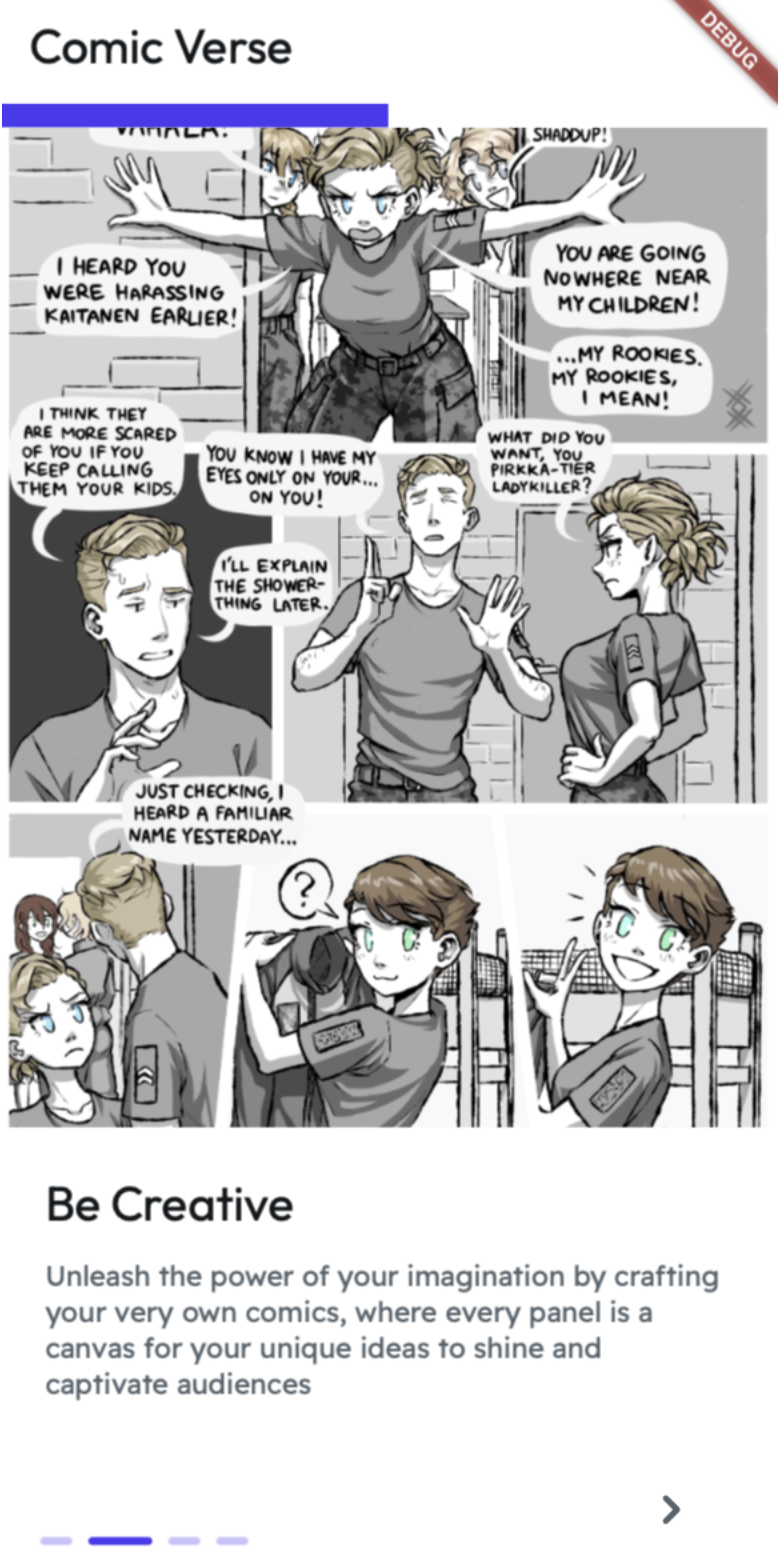 Comic Verse
DEBUG
VAHALA!
SHADDUP!
I HEARD YOU
WERE HARASSING
KAITANEN EARLIER!
YOU ARE GOING
NOWHERE NEAR
MY CHILDREN!
...MY ROOKIES.
MY ROOKIES,
I MEAN!
I THINK THEY
ARE MORE SCARED
OF YOU IF YOU
KEEP CALLING
THEM YOUR KIDS.
I'LL EXPLAIN
THE SHOWER-
THING LATER.
YOU KNOW I HAVE MY
EYES ONLY ON YOUR...
ON YOU!
WHAT DID YOU
WANT, YOU
PIRKKA-TIER
LADYKILLER?
JUST CHECKING, I
HEARD A FAMILIAR
NAME YESTERDAY...
?
Be Creative
Unleash the power of your imagination by crafting
your very own comics, where every panel is a
canvas for your unique ideas to shine and
captivate audiences